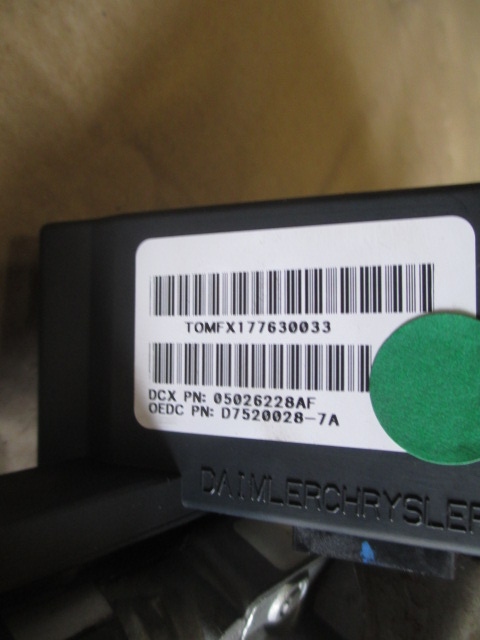 TOMFX177630033
DCX PN: 05026228AF
OEDC PN: D7520028-7A
DAIMLERCHRYSLER